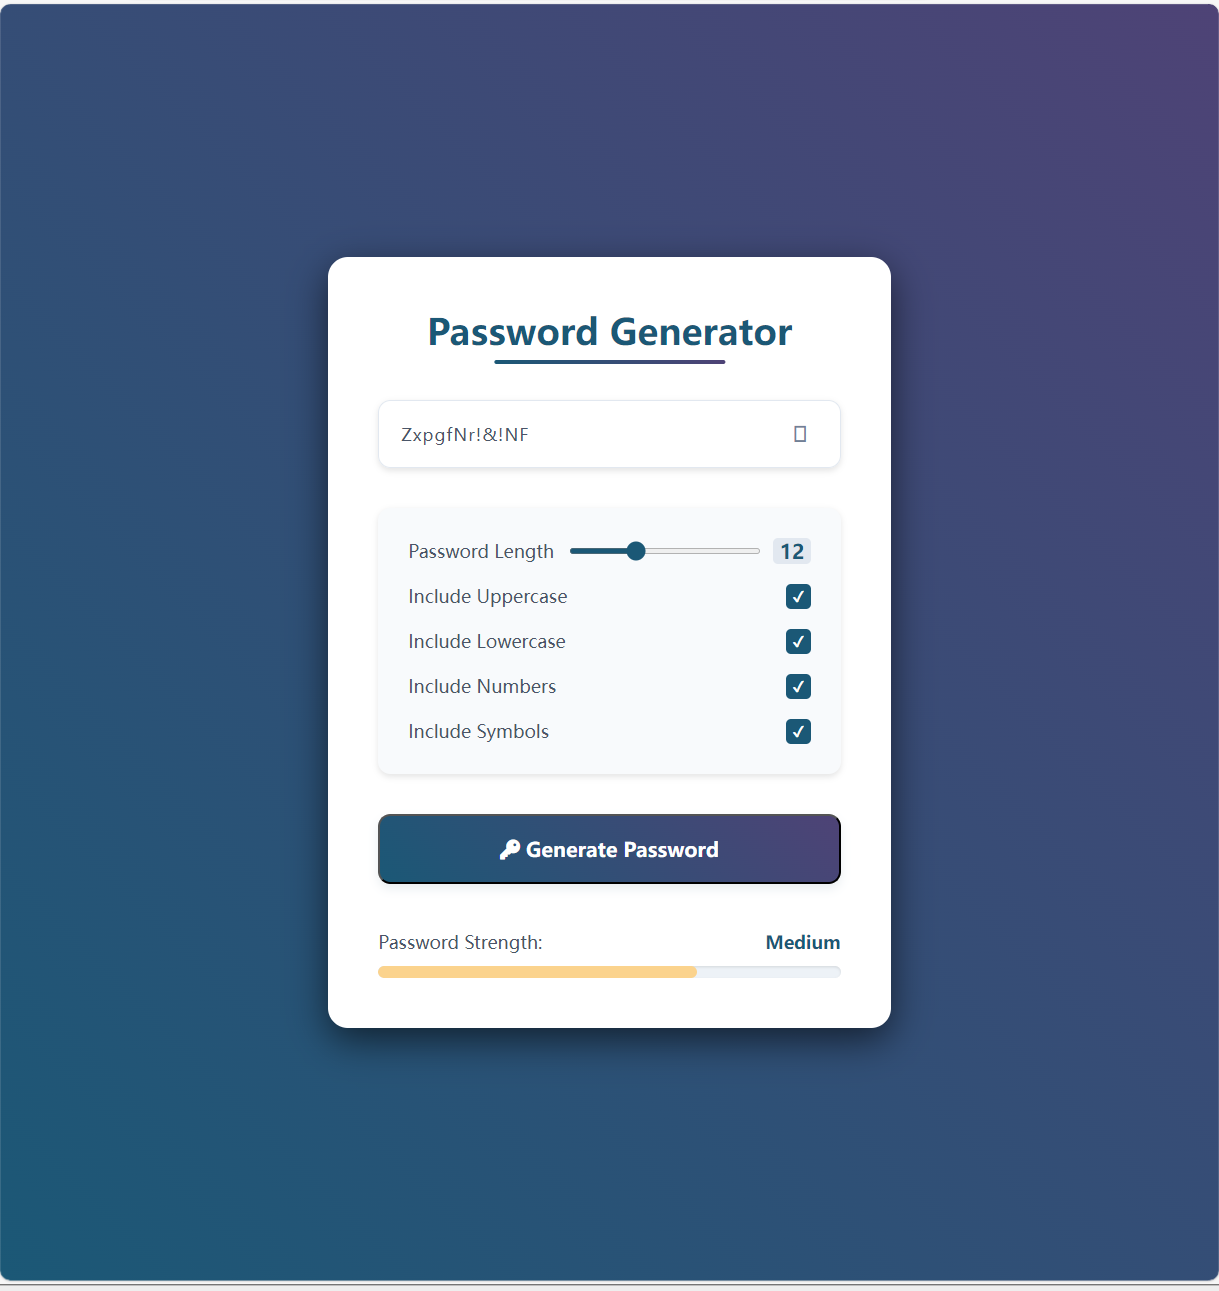 Password Generator
ZxpgfNr!&!NF
Password Length 12
Include Uppercase
Include Lowercase
Include Numbers
Include Symbols
Generate Password
Password Strength: Medium